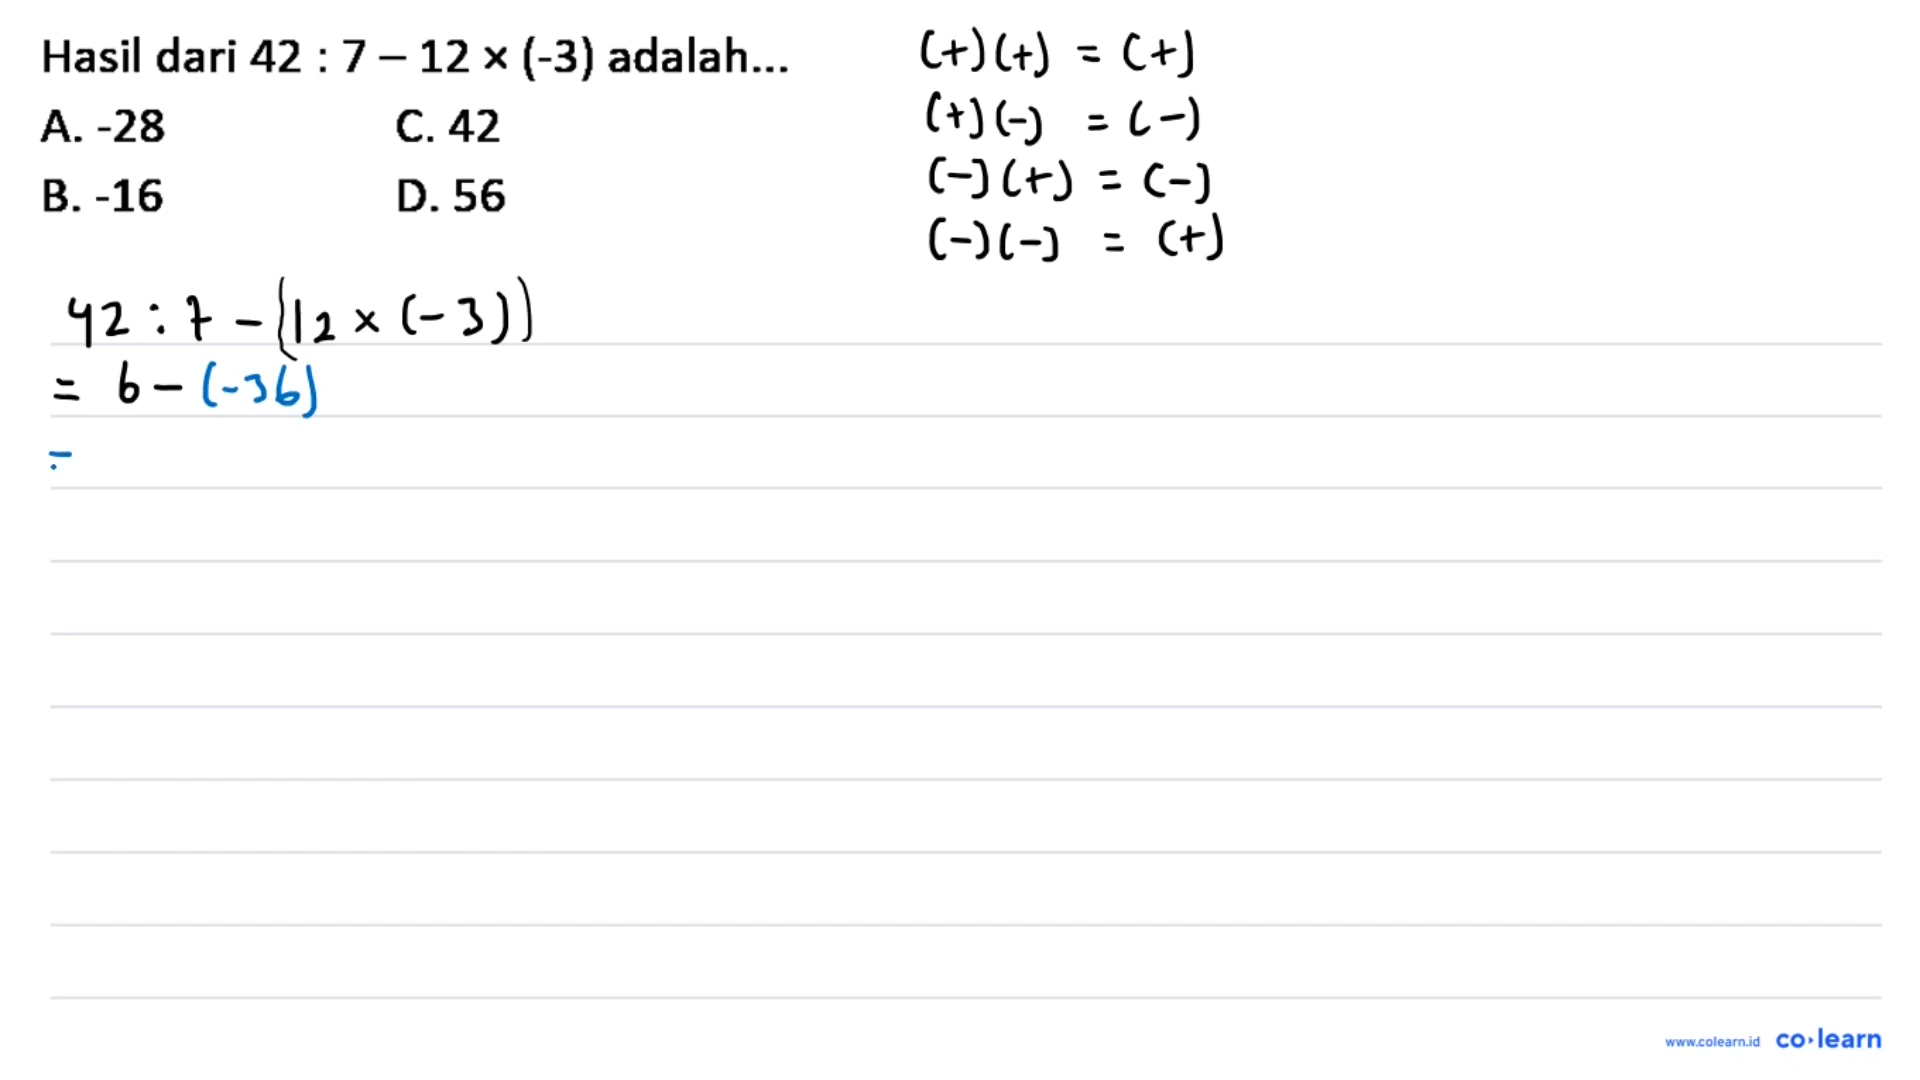 Hasil dari 42 : 7 – 12 × (-3) adalah...
A. -28 C. 42
B. -16 D. 56
(+)(+) = (+)
(+)(-) = (-)
(-)(+) = (-)
(-)(-) = (+)
42 : 7 - (12 × (-3))
= 6 - (-36)
=
www.colearn.id co learn